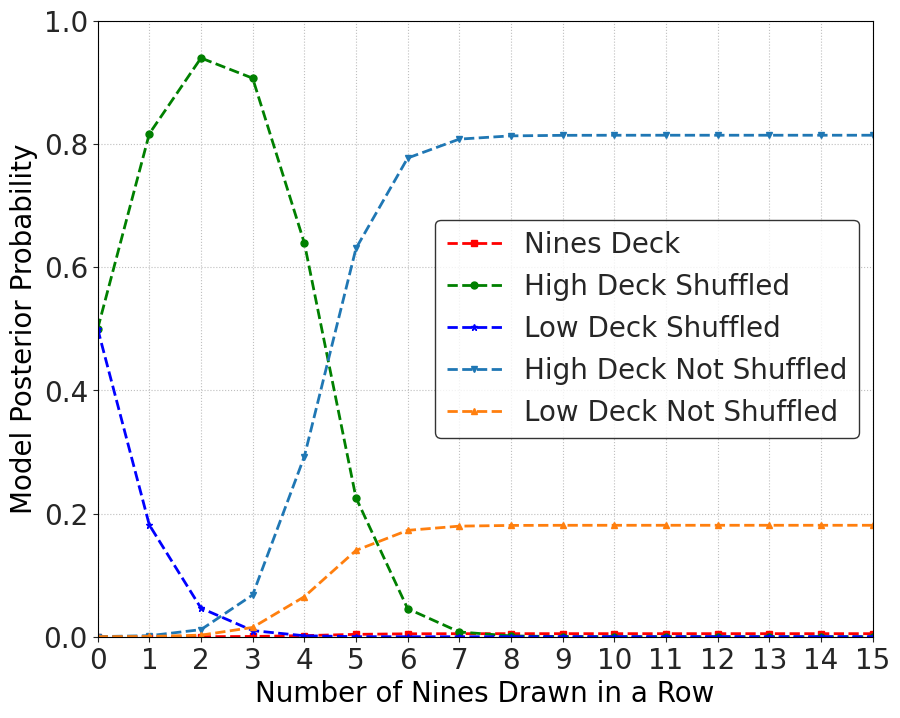 1.0
0.8
0.6
0.4
0.2
0.0
Model Posterior Probability
Nines Deck
High Deck Shuffled
Low Deck Shuffled
High Deck Not Shuffled
Low Deck Not Shuffled
0 1 2 3 4 5 6 7 8 9 10 11 12 13 14 15
Number of Nines Drawn in a Row